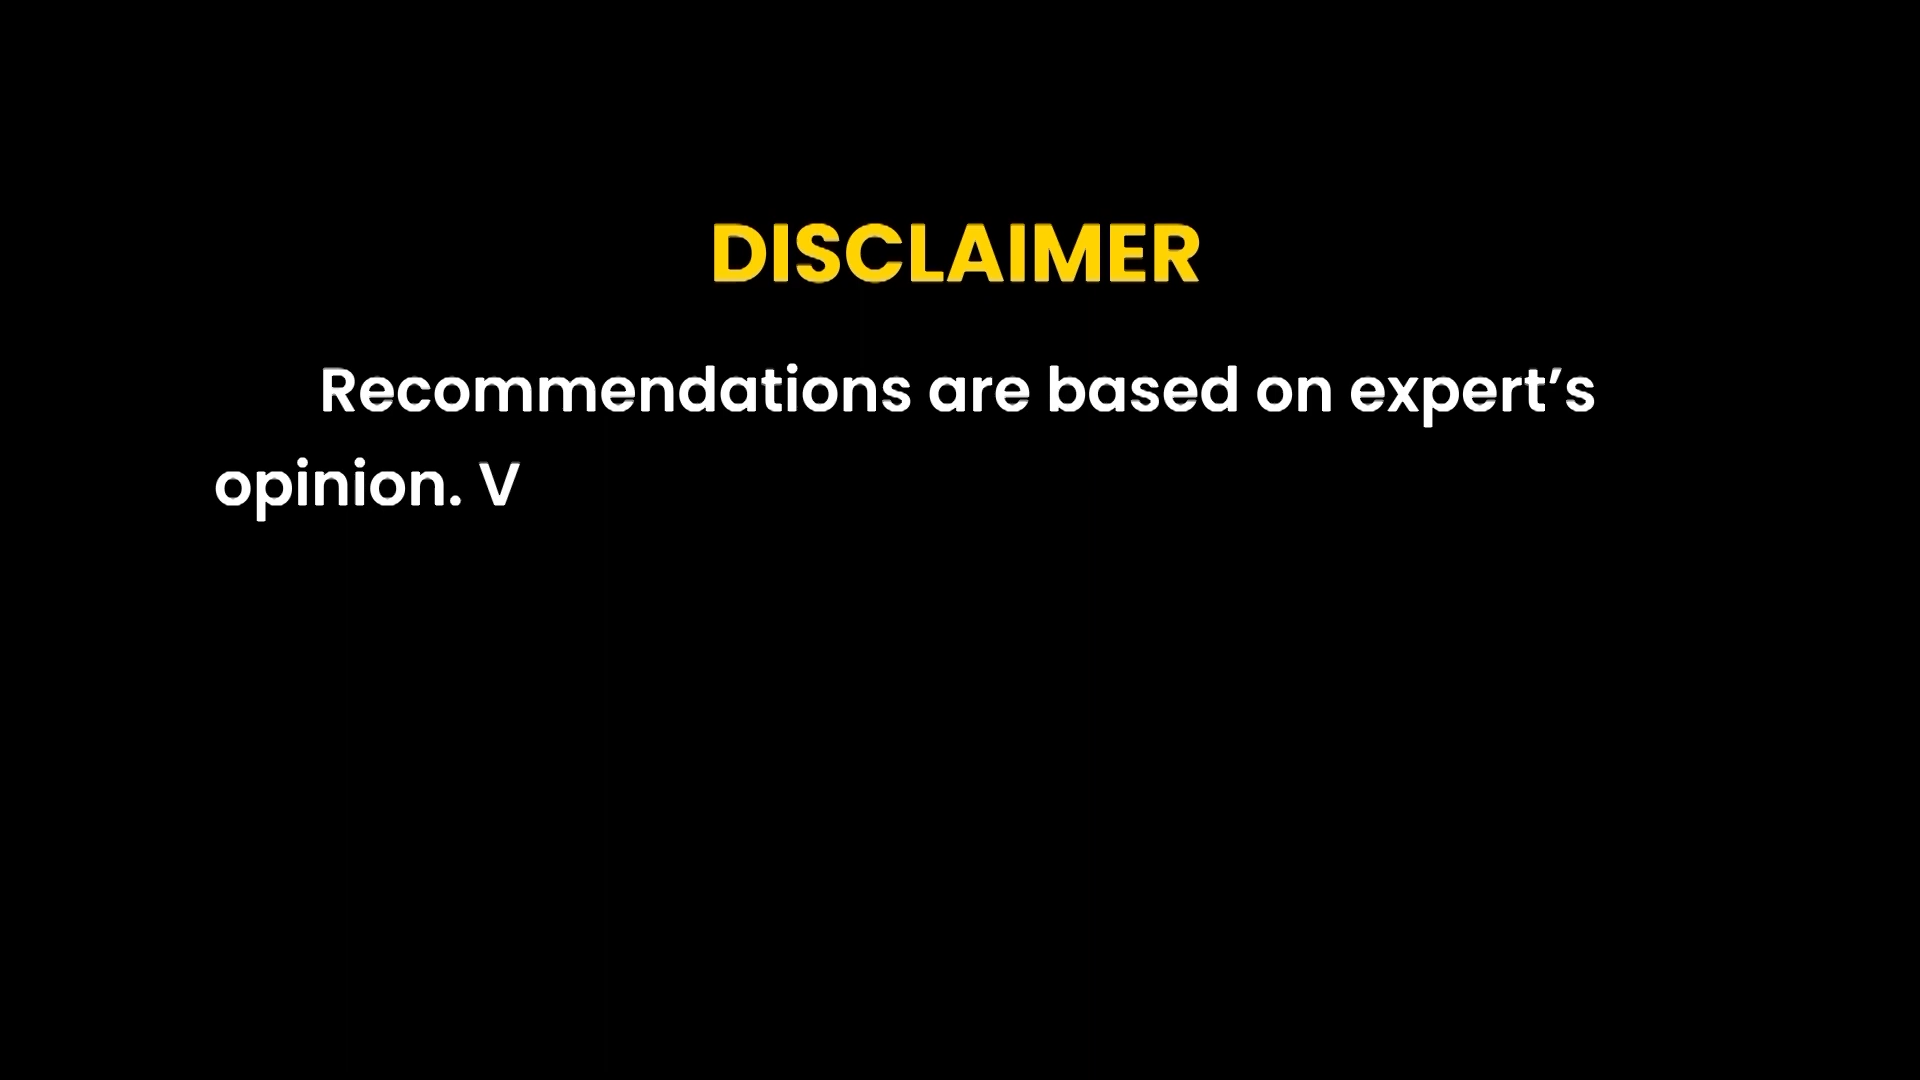 DISCLAIMER
Recommendations are based on expert’s
opinion. V